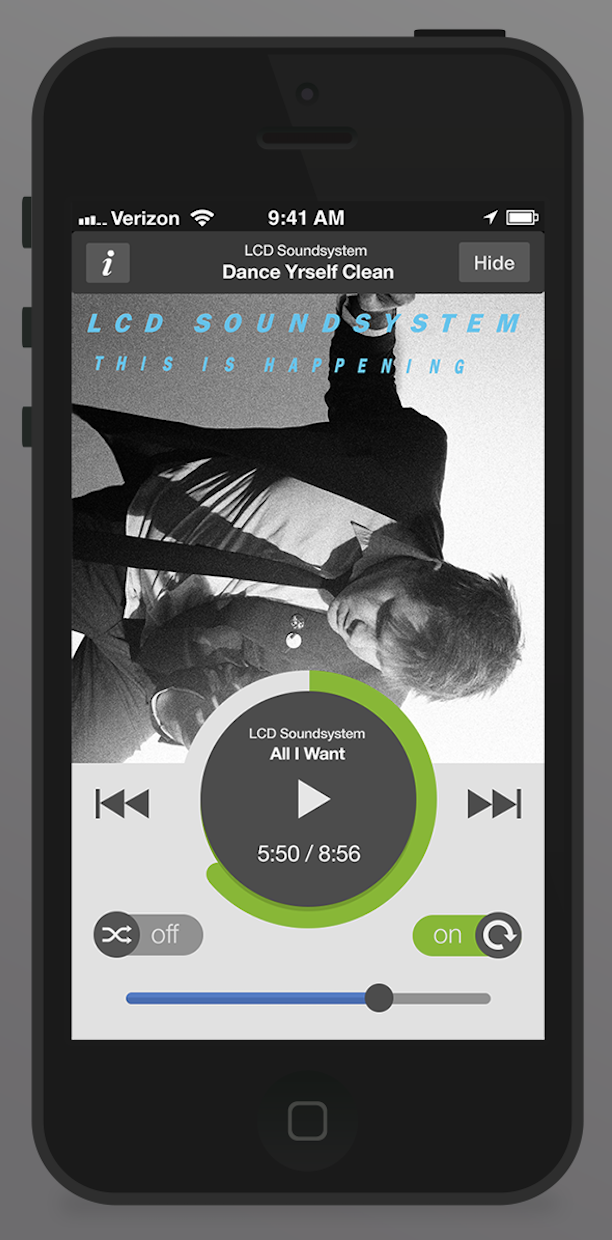 Verizon 9:41 AM
LCD Soundsystem
i Dance Yrself Clean Hide
LCD SOUNDSYSTEM
THIS IS HAPPENING
LCD Soundsystem
All I Want
5:50 / 8:56
off on